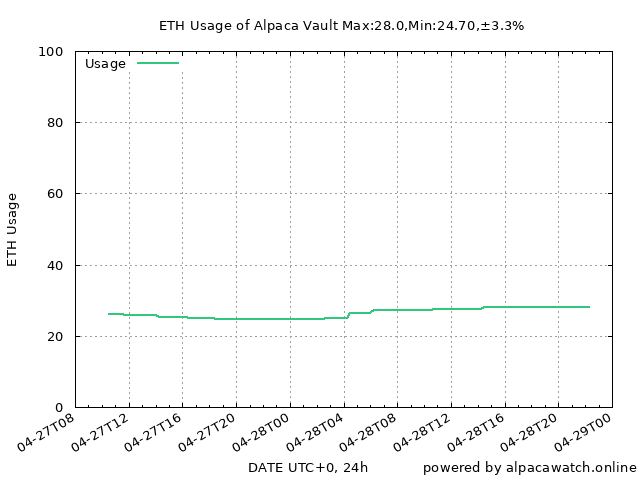 ETH Usage of Alpaca Vault Max:28.0,Min:24.70,±3.3%
Usage
ETH Usage
100
80
60
40
20
0
04-27T08
04-27T12
04-27T16
04-27T20
04-28T00
04-28T04
04-28T08
04-28T12
04-28T16
04-28T20
04-29T00
DATE UTC+0, 24h
powered by alpacawatch.online